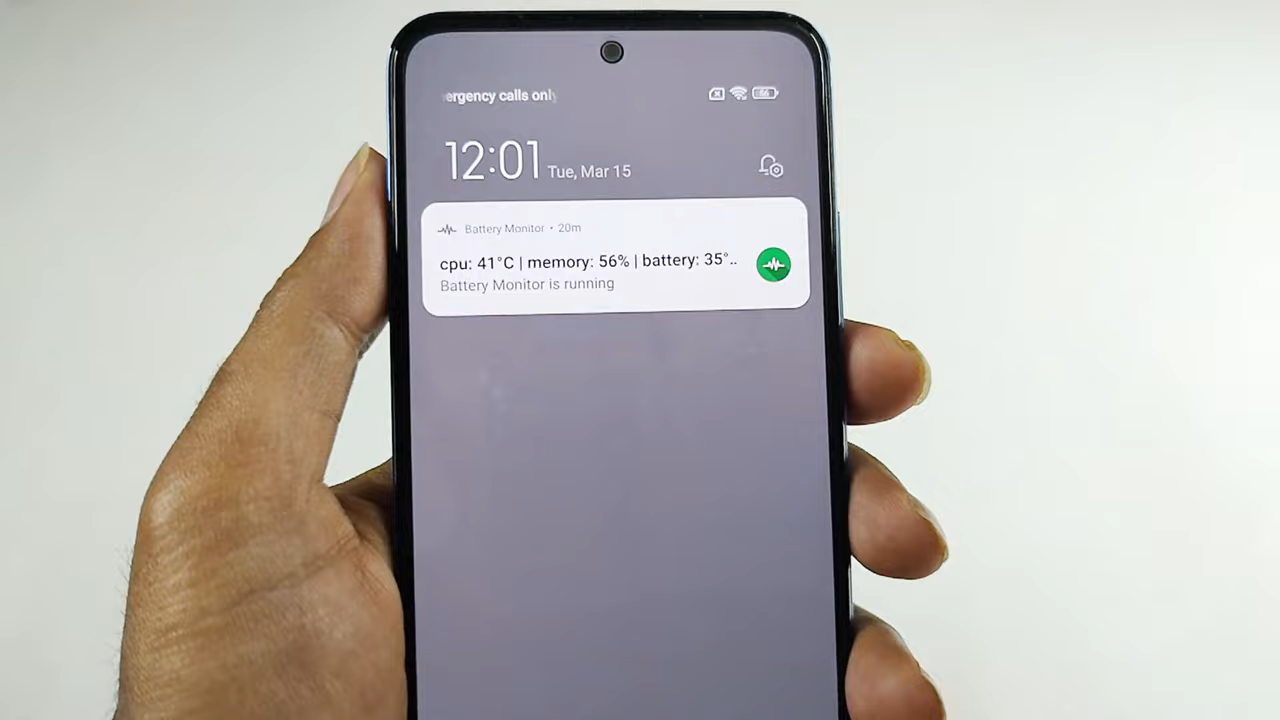 ergency calls only
56
12:01 Tue, Mar 15
Battery Monitor • 20m
cpu: 41°C | memory: 56% | battery: 35°..
Battery Monitor is running